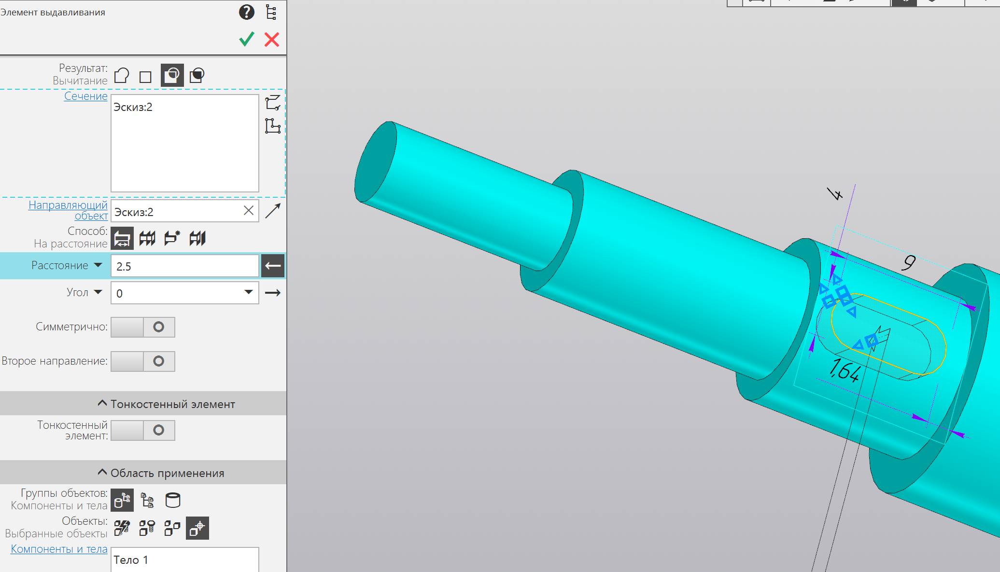 Элемент выдавливания
?
Результат:
Вычитание
Сечение
Эскиз:2
Направляющий
объект
Эскиз:2
Способ:
На расстояние
Расстояние
2.5
Угол
0
Симметрично:
Второе направление:
Тонкостенный элемент
Тонкостенный
элемент:
Область применения
Группы объектов:
Компоненты и тела
Объекты:
Выбранные объекты
Компоненты и тела
Тело 1
4
9
1,64